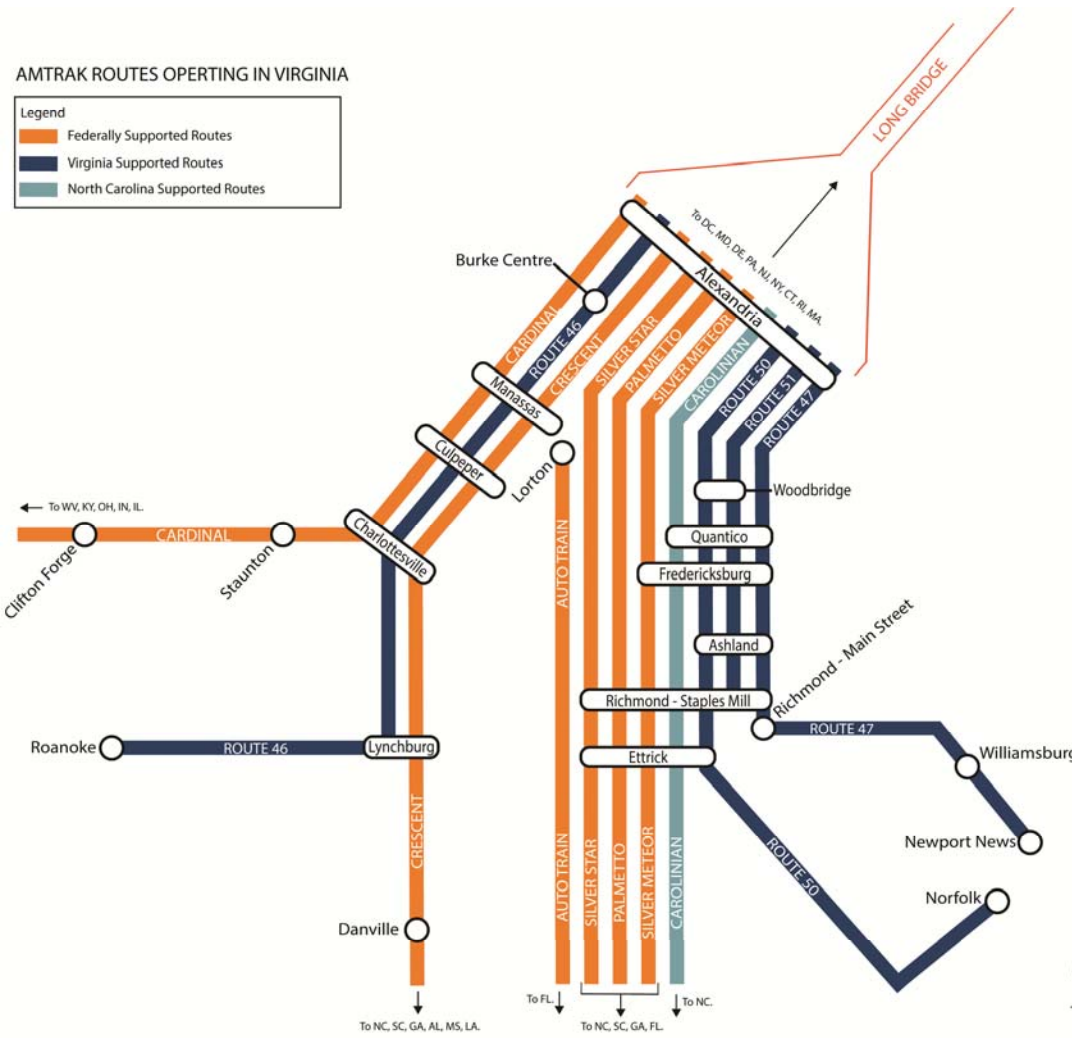 AMTRAK ROUTES OPERTING IN VIRGINIA
Legend
Federally Supported Routes
Virginia Supported Routes
North Carolina Supported Routes
LONG BRIDGE
To DC, MD, DE, PA, NJ, NY, CT, RI, MA.
Alexandria
Burke Centre
CARDINAL
ROUTE 46
CRESCENT
SILVER STAR
PALMETTO
SILVER METEOR
CAROLINIAN
ROUTE 50
ROUTE 51
ROUTE 47
Manassas
Culpeper
Lorton
Woodbridge
To WV, KY, OH, IN, IL.
CARDINAL
Clifton Forge
Staunton
Charlottesville
AUTO TRAIN
Quantico
Fredericksburg
Ashland
Richmond - Main Street
Richmond - Staples Mill
ROUTE 47
Williamsburg
Roanoke
ROUTE 46
Lynchburg
Ettrick
Newport News
CRESCENT
AUTO TRAIN
SILVER STAR
PALMETTO
SILVER METEOR
CAROLINIAN
ROUTE 50
Norfolk
Danville
To FL.
To NC.
To NC, SC, GA, AL, MS, LA.
To NC, SC, GA, FL.